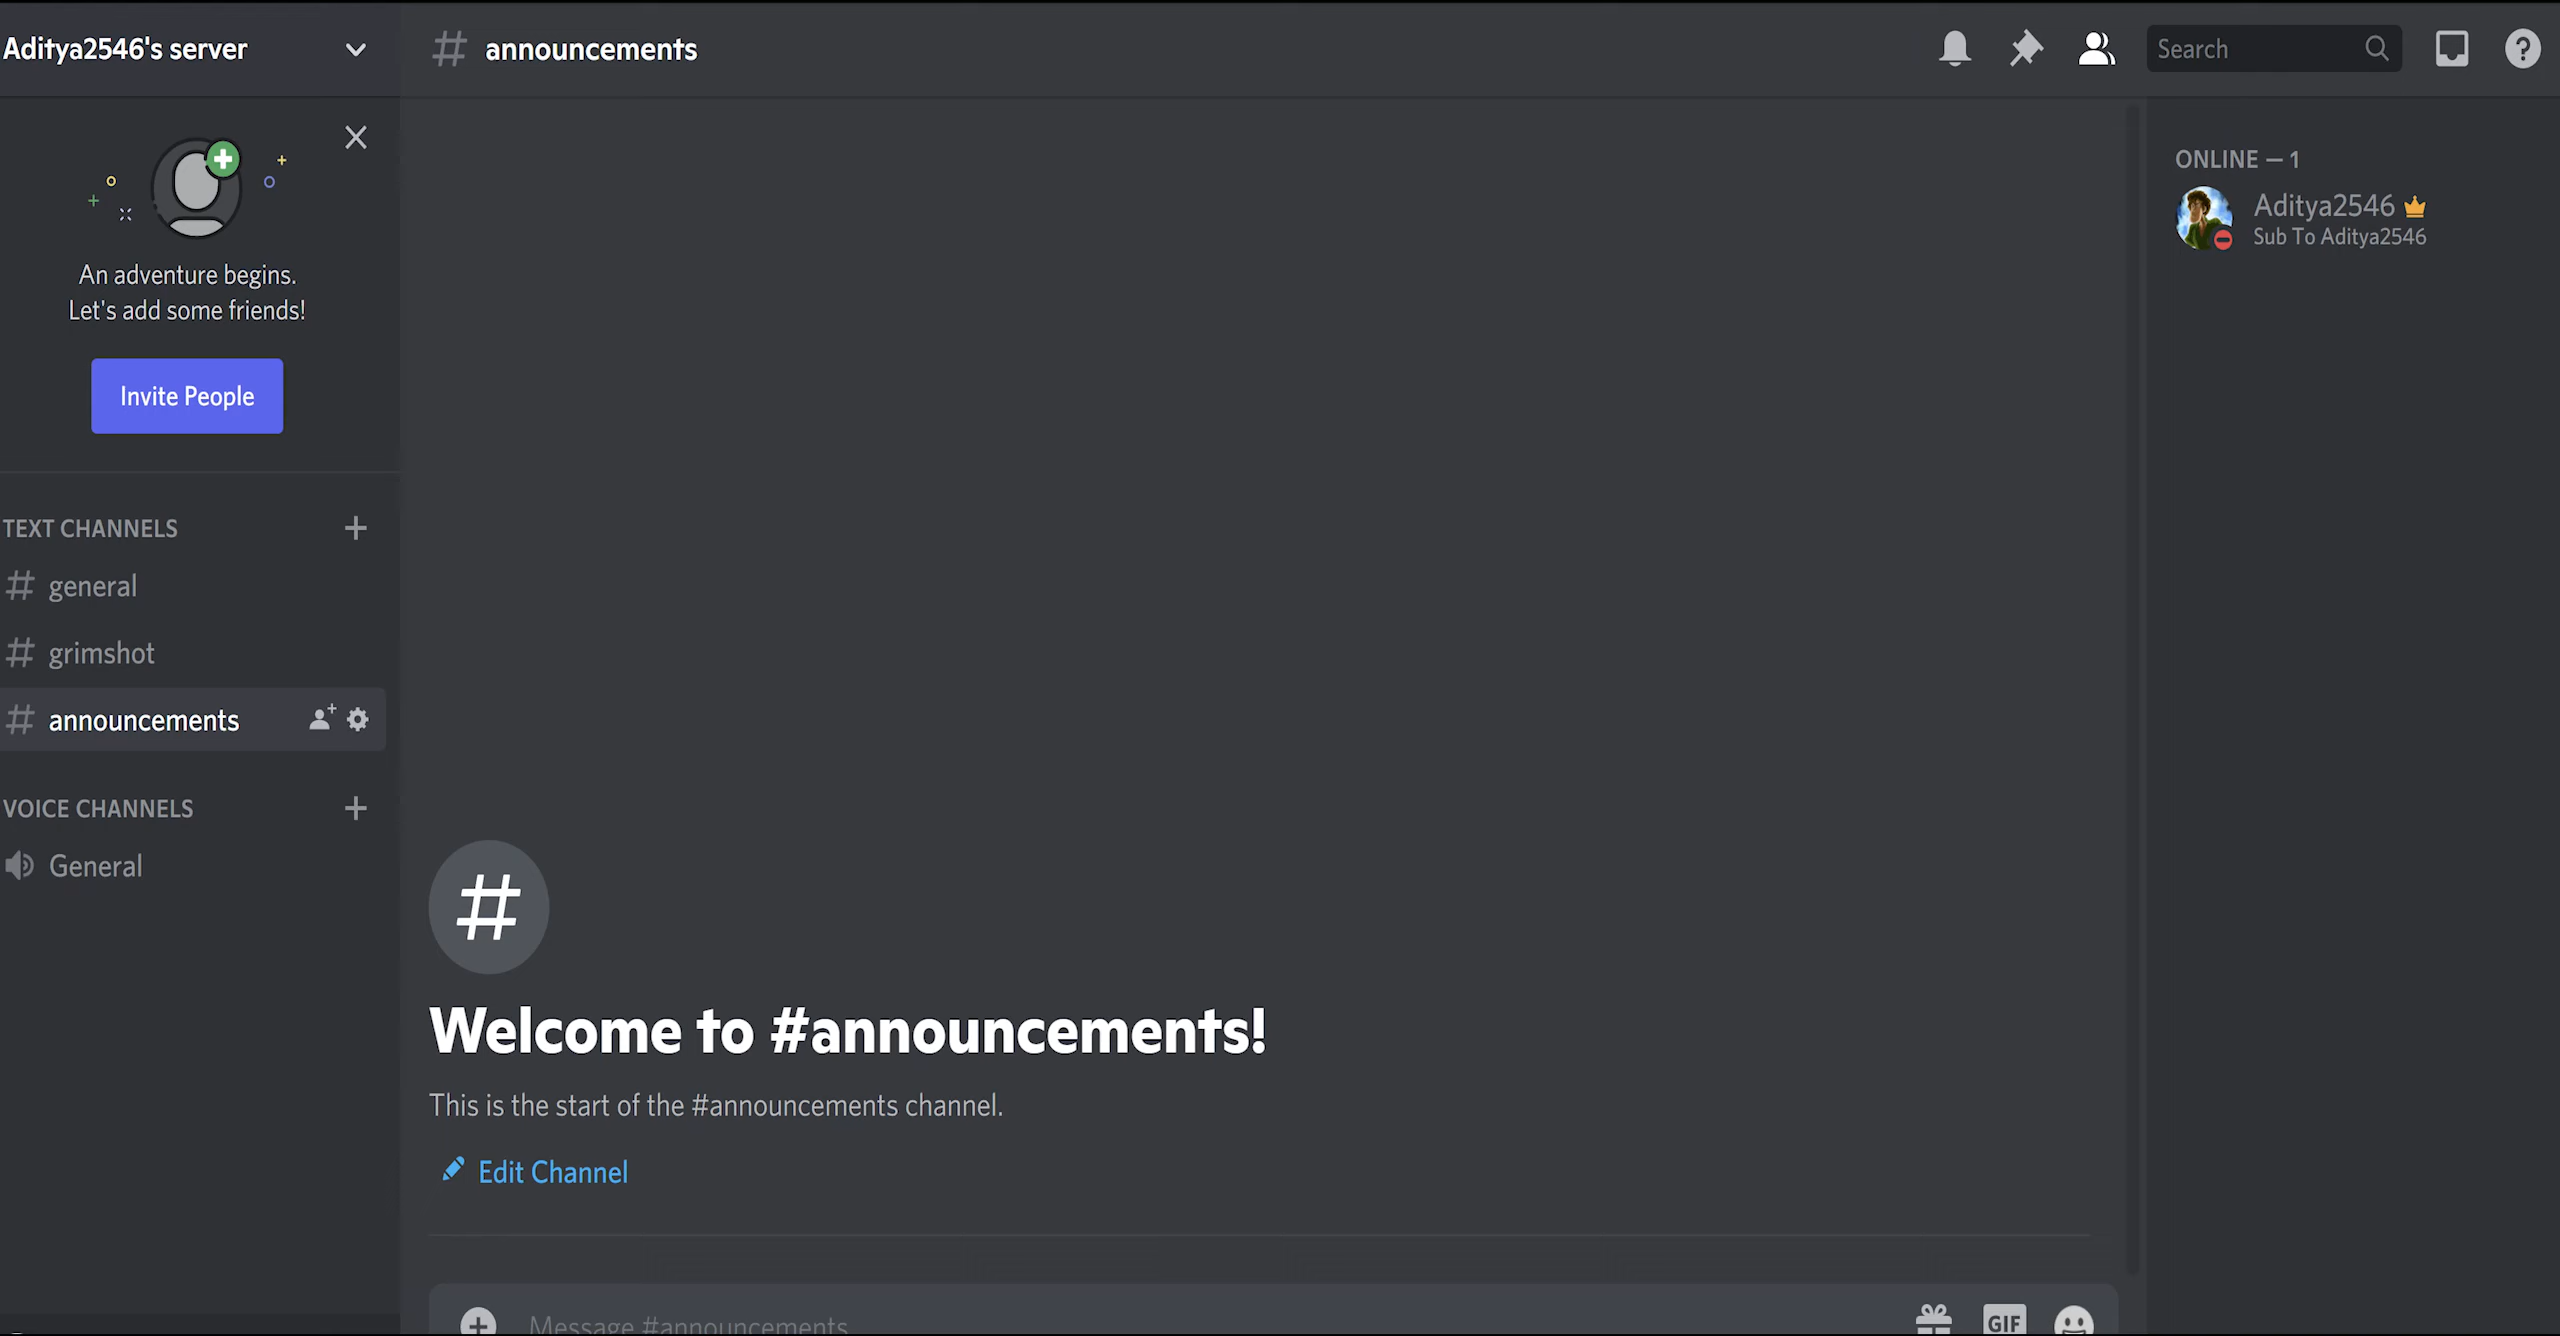 Aditya2546's server
An adventure begins.
Let's add some friends!
Invite People
TEXT CHANNELS
# general
# grimshot
# announcements
VOICE CHANNELS
General
# announcements
Search
#
Welcome to #announcements!
This is the start of the #announcements channel.
Edit Channel
Message #announcements
GIF
ONLINE — 1
Aditya2546
Sub To Aditya2546